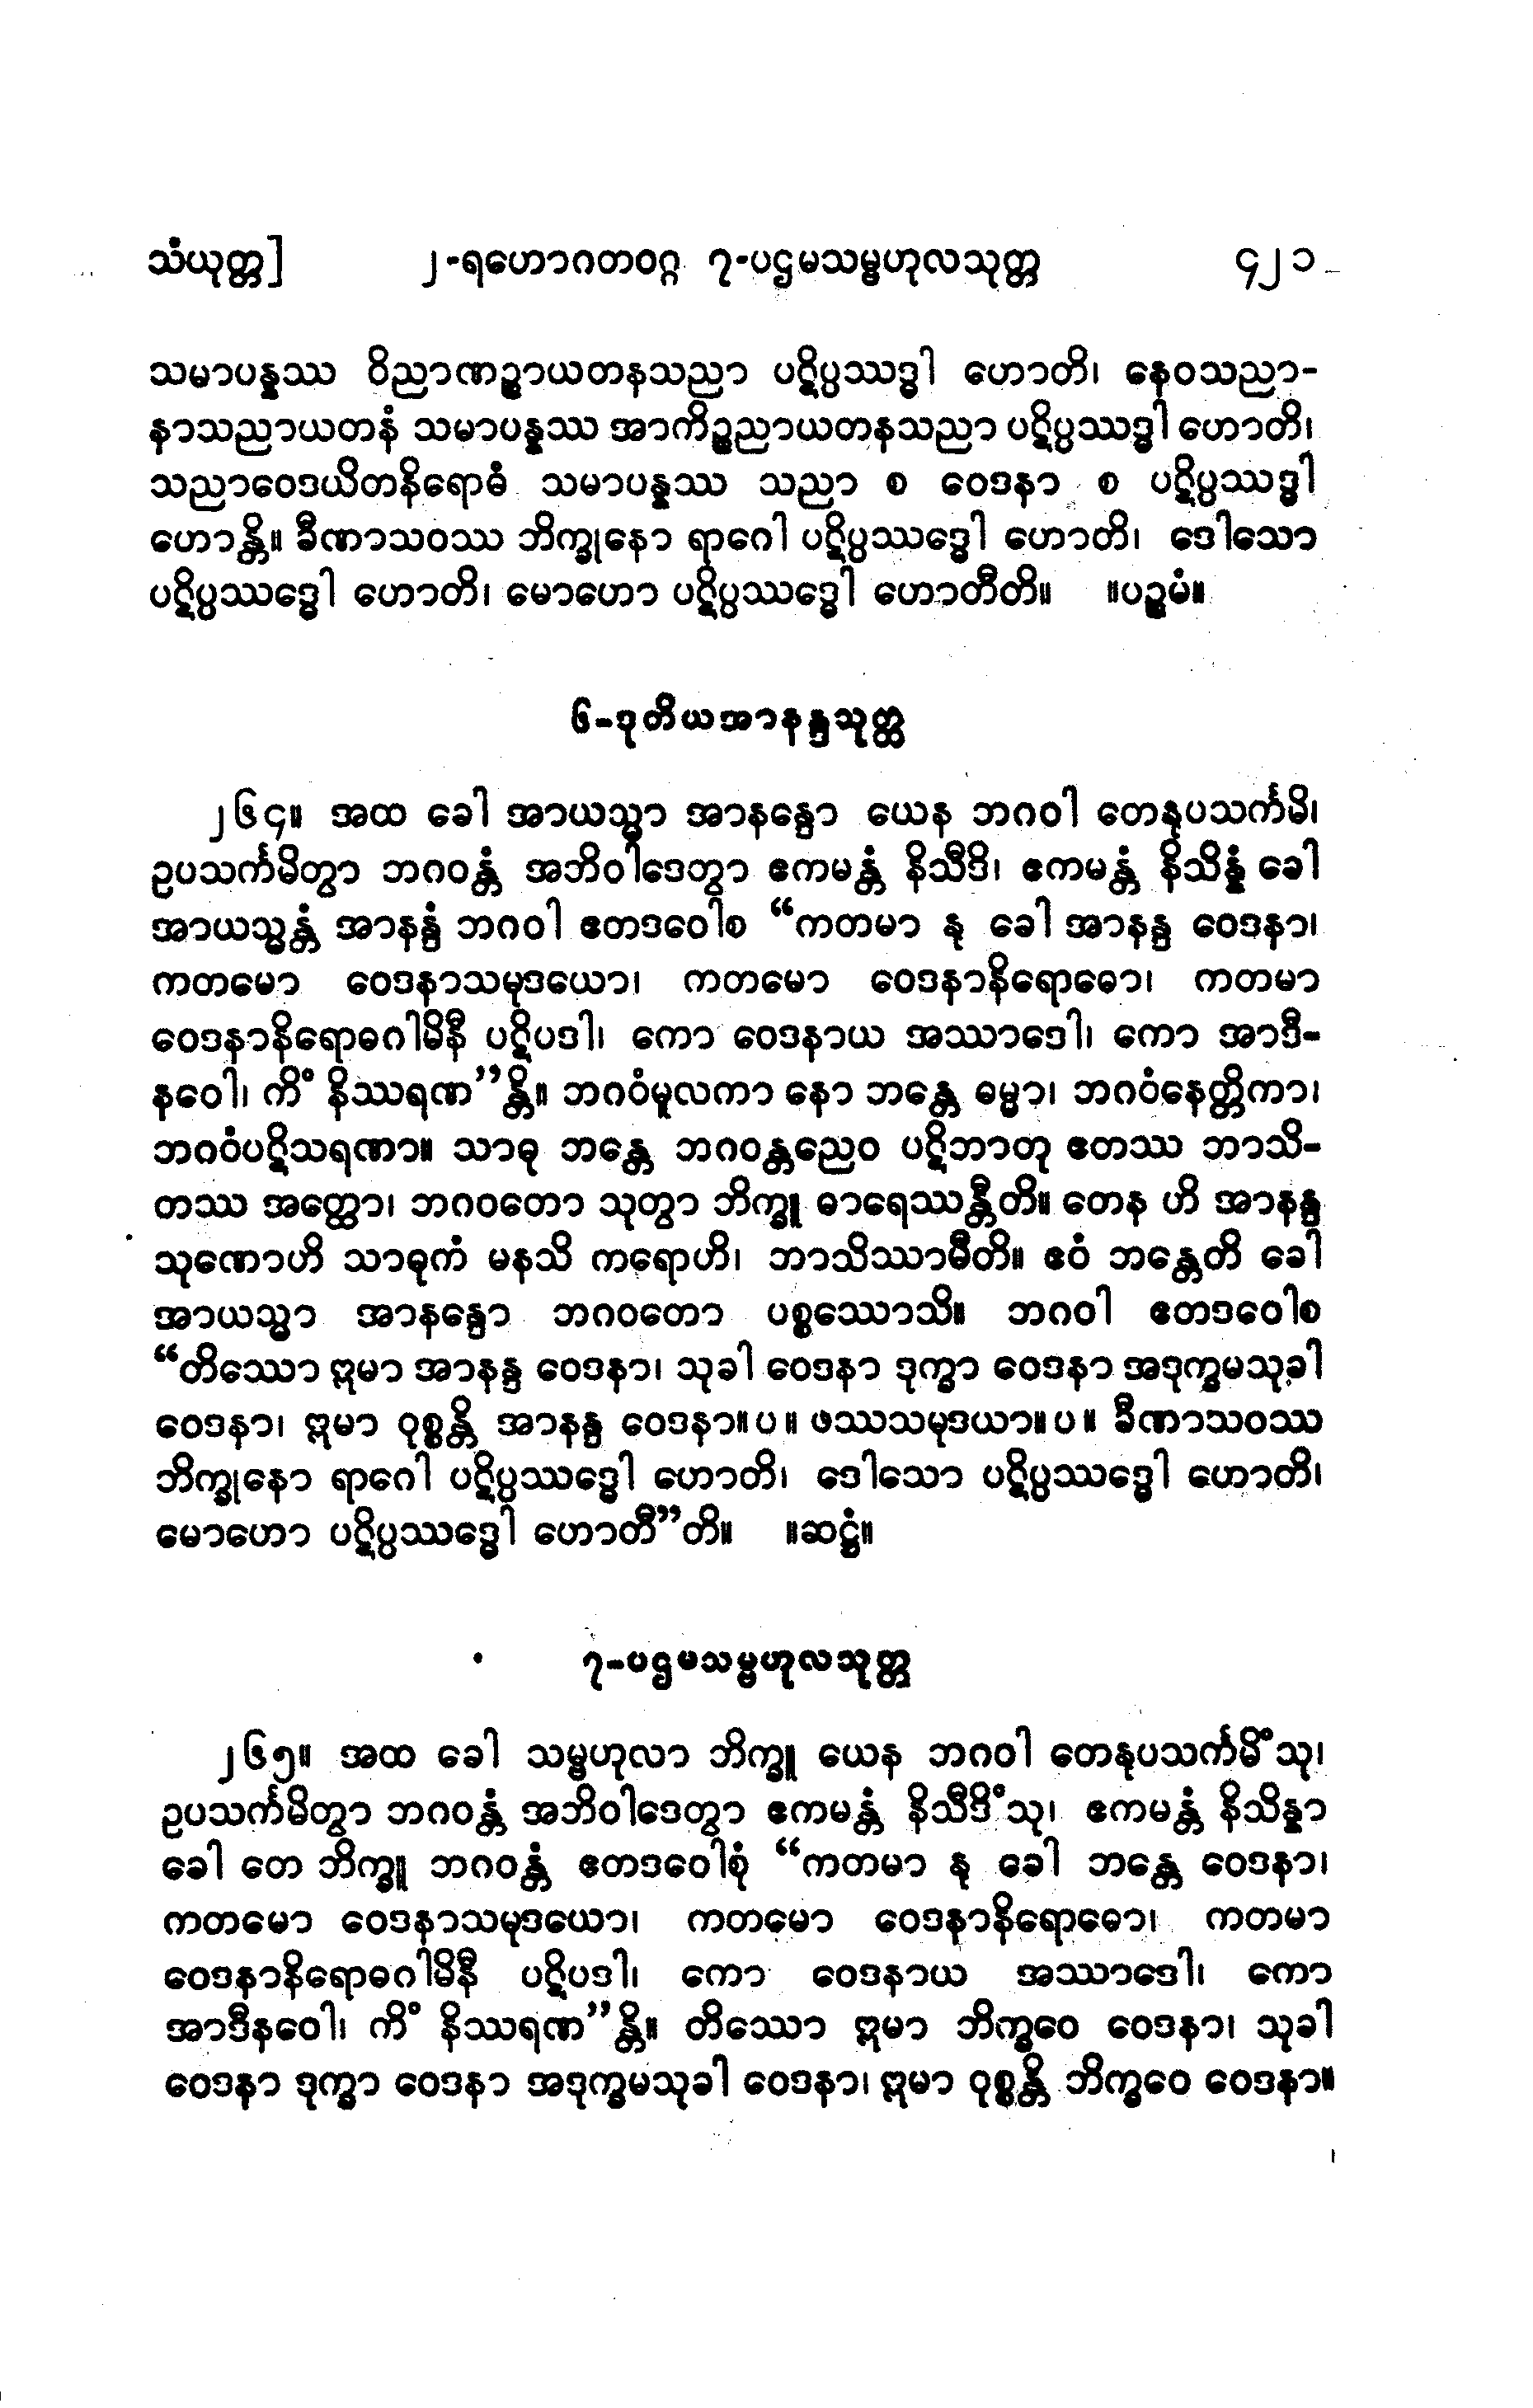 သံယုတ္တ] ၂-ရဟောဂတဝဂ္ဂ ၇-ပဌမသမ္ဗဟုလသုတ္တ ၄၂၁
သမာပန္နဿ ဝိညာဏဉ္စာယတနသညာ ပဋိပ္ပဿဒ္ဓါ ဟောတိ၊ နေဝသညာ-
နာသညာယတနံ သမာပန္နဿ အာကိဉ္စညာယတနသညာ ပဋိပ္ပဿဒ္ဓါ ဟောတိ၊
သညာဝေဒယိတနိရောဓံ သမာပန္နဿ သညာ စ ဝေဒနာ စ ပဋိပ္ပဿဒ္ဓါ
ဟောန္တိ။ ခီဏာသဝဿ ဘိက္ခုနော ရာဂေါ ပဋိပ္ပဿဒ္ဓေါ ဟောတိ၊ ဒေါသော
ပဋိပ္ပဿဒ္ဓေါ ဟောတိ၊ မောဟော ပဋိပ္ပဿဒ္ဓေါ ဟောတီတိ။ ။ပဉ္စမံ။
၆-ဒုတိယအာနန္ဒသုတ္တ
၂၆၄။ အထ ခေါ အာယသ္မာ အာနန္ဒော ယေန ဘဂဝါ တေနုပသင်္ကမိ၊
ဥပသင်္ကမိတွာ ဘဂဝန္တံ အဘိဝါဒေတွာ ဧကမန္တံ နိသီဒိ၊ ဧကမန္တံ နိသိန္နံ ခေါ
အာယသ္မန္တံ အာနန္ဒံ ဘဂဝါ ဧတဒဝေါစ “ကတမာ နု ခေါ အာနန္ဒ ဝေဒနာ၊
ကတမော ဝေဒနာသမုဒယော၊ ကတမော ဝေဒနာနိရောဓော၊ ကတမာ
ဝေဒနာနိရောဓဂါမိနီ ပဋိပဒါ၊ ကော ဝေဒနာယ အဿာဒေါ၊ ကော အာဒီ-
နဝေါ၊ ကိံ နိဿရဏ”န္တိ။ ဘဂဝံမူလကာ နော ဘန္တေ ဓမ္မာ၊ ဘဂဝံနေတ္တိကာ၊
ဘဂဝံပဋိသရဏာ။ သာဓု ဘန္တေ ဘဂဝန္တညေဝ ပဋိဘာတု ဧတဿ ဘာသိ-
တဿ အတ္ထော၊ ဘဂဝတော သုတွာ ဘိက္ခူ ဓာရေဿန္တီတိ။ တေန ဟိ အာနန္ဒ
သုဏောဟိ သာဓုကံ မနသိ ကရောဟိ၊ ဘာသိဿာမီတိ။ ဧဝံ ဘန္တေတိ ခေါ
အာယသ္မာ အာနန္ဒော ဘဂဝတော ပစ္စဿောသိ။ ဘဂဝါ ဧတဒဝေါစ
“တိဿော ဣမာ အာနန္ဒ ဝေဒနာ၊ သုခါ ဝေဒနာ ဒုက္ခာ ဝေဒနာ အဒုက္ခမသုခါ
ဝေဒနာ၊ ဣမာ ဝုစ္စန္တိ အာနန္ဒ ဝေဒနာ။ပ။ ဖဿသမုဒယာ။ပ။ ခီဏာသဝဿ
ဘိက္ခုနော ရာဂေါ ပဋိပ္ပဿဒ္ဓေါ ဟောတိ၊ ဒေါသော ပဋိပ္ပဿဒ္ဓေါ ဟောတိ၊
မောဟော ပဋိပ္ပဿဒ္ဓေါ ဟောတီ”တိ။ ။ဆဋ္ဌံ။
၇-ပဌမသမ္ဗဟုလသုတ္တ
၂၆၅။ အထ ခေါ သမ္ဗဟုလာ ဘိက္ခူ ယေန ဘဂဝါ တေနုပသင်္ကမိံသု၊
ဥပသင်္ကမိတွာ ဘဂဝန္တံ အဘိဝါဒေတွာ ဧကမန္တံ နိသီဒိံသု၊ ဧကမန္တံ နိသိန္နာ
ခေါ တေ ဘိက္ခူ ဘဂဝန္တံ ဧတဒဝေါစုံ “ကတမာ နု ခေါ ဘန္တေ ဝေဒနာ၊
ကတမော ဝေဒနာသမုဒယော၊ ကတမော ဝေဒနာနိရောဓော၊ ကတမာ
ဝေဒနာနိရောဓဂါမိနီ ပဋိပဒါ၊ ကော ဝေဒနာယ အဿာဒေါ၊ ကော
အာဒီနဝေါ၊ ကိံ နိဿရဏ”န္တိ။ တိဿော ဣမာ ဘိက္ခဝေ ဝေဒနာ၊ သုခါ
ဝေဒနာ ဒုက္ခာ ဝေဒနာ အဒုက္ခမသုခါ ဝေဒနာ၊ ဣမာ ဝုစ္စန္တိ ဘိက္ခဝေ ဝေဒနာ။